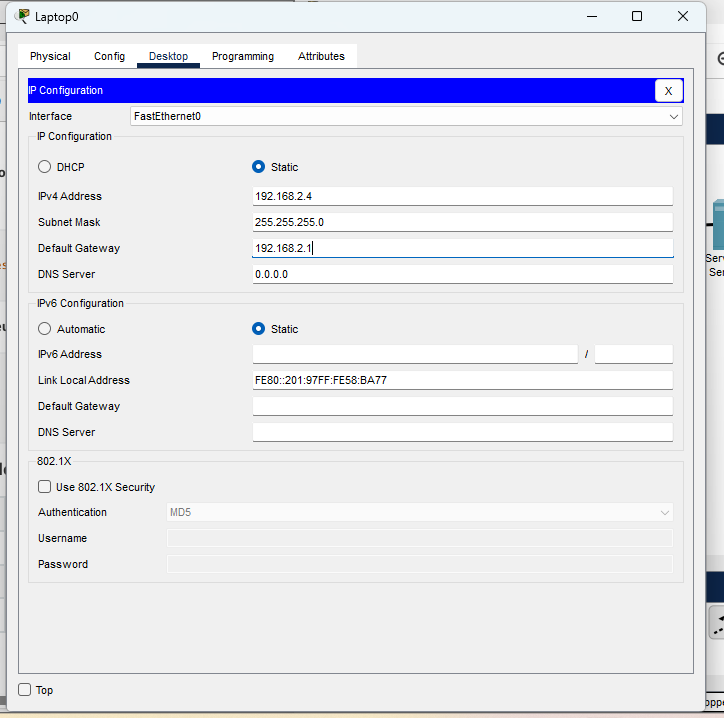 Laptop0
Physical Config Desktop Programming Attributes
IP Configuration X
Interface FastEthernet0
IP Configuration
DHCP Static
IPv4 Address 192.168.2.4
Subnet Mask 255.255.255.0
Default Gateway 192.168.2.1
DNS Server 0.0.0.0
IPv6 Configuration
Automatic Static
IPv6 Address /
Link Local Address FE80::201:97FF:FE58:BA77
Default Gateway
DNS Server
802.1X
Use 802.1X Security
Authentication MD5
Username
Password
Top